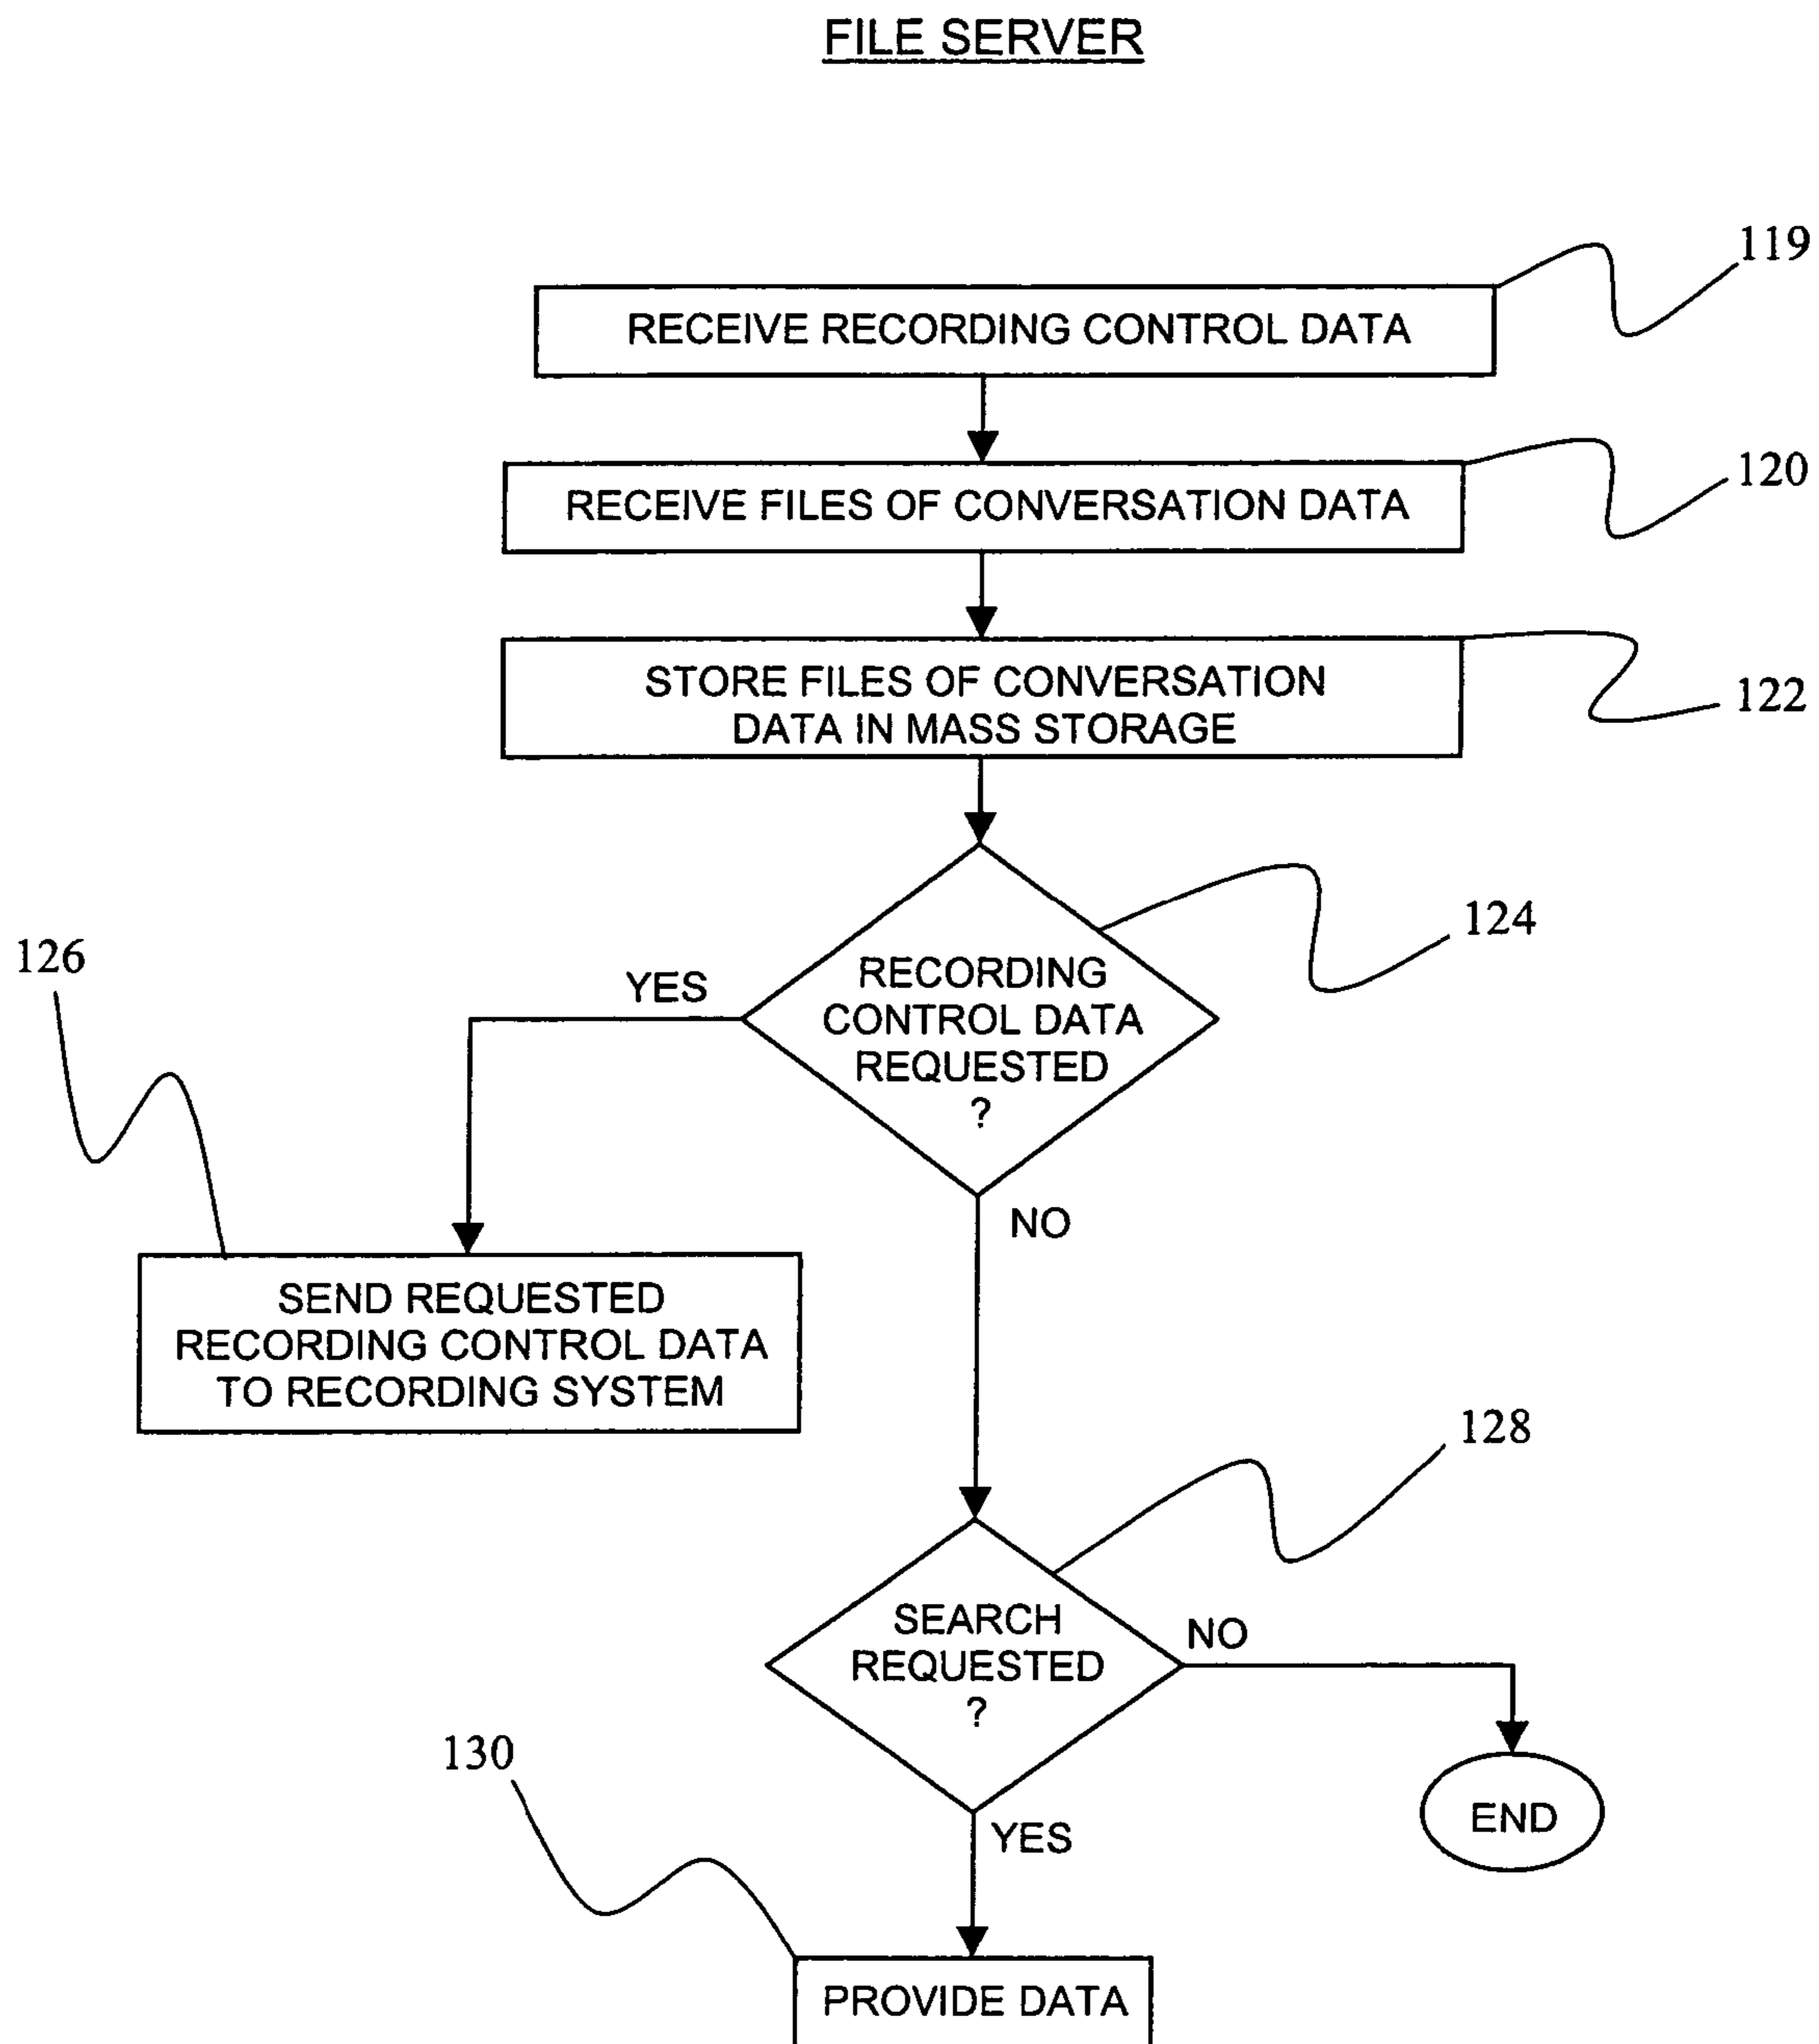 FILE SERVER
119
RECEIVE RECORDING CONTROL DATA
120
RECEIVE FILES OF CONVERSATION DATA
122
STORE FILES OF CONVERSATION
DATA IN MASS STORAGE
124
RECORDING
CONTROL DATA
REQUESTED
?
YES
NO
126
SEND REQUESTED
RECORDING CONTROL DATA
TO RECORDING SYSTEM
128
SEARCH
REQUESTED
?
NO
END
YES
130
PROVIDE DATA